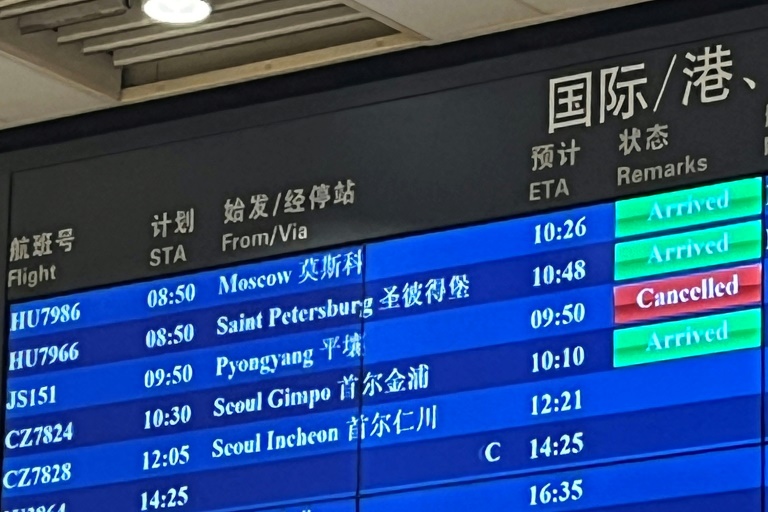 国际/港、
航班号 计划 始发/经停站 预计 状态
Flight STA From/Via ETA Remarks
HU7986 08:50 Moscow 莫斯科 10:26 Arrived
HU7966 08:50 Saint Petersburg 圣彼得堡 10:48 Arrived
JS151 09:50 Pyongyang 平壤 09:50 Cancelled
CZ7824 10:30 Seoul Gimpo 首尔金浦 10:10 Arrived
CZ7828 12:05 Seoul Incheon 首尔仁川 12:21
14:25 C 14:25
16:35